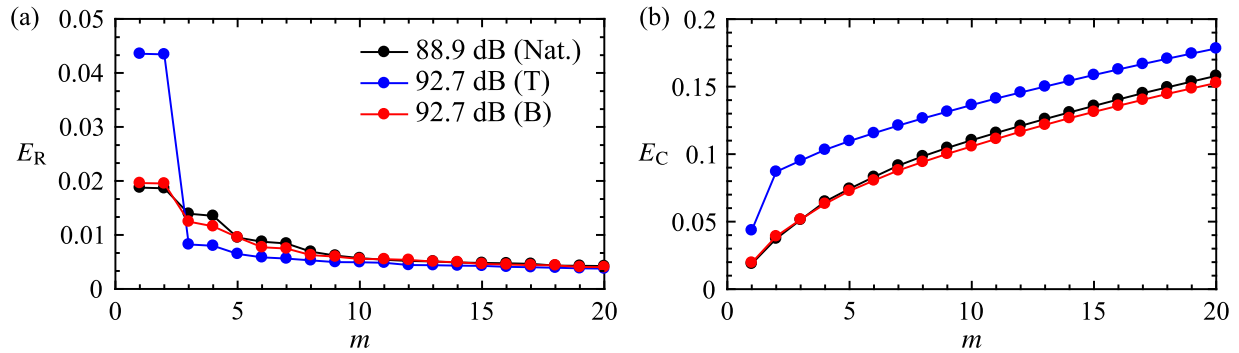 (a)
0.05
0.04
0.03
E_R
0.02
0.01
0
0 5 10 15 20
m
88.9 dB (Nat.)
92.7 dB (T)
92.7 dB (B)
(b)
0.2
0.15
E_C
0.1
0.05
0
0 5 10 15 20
m